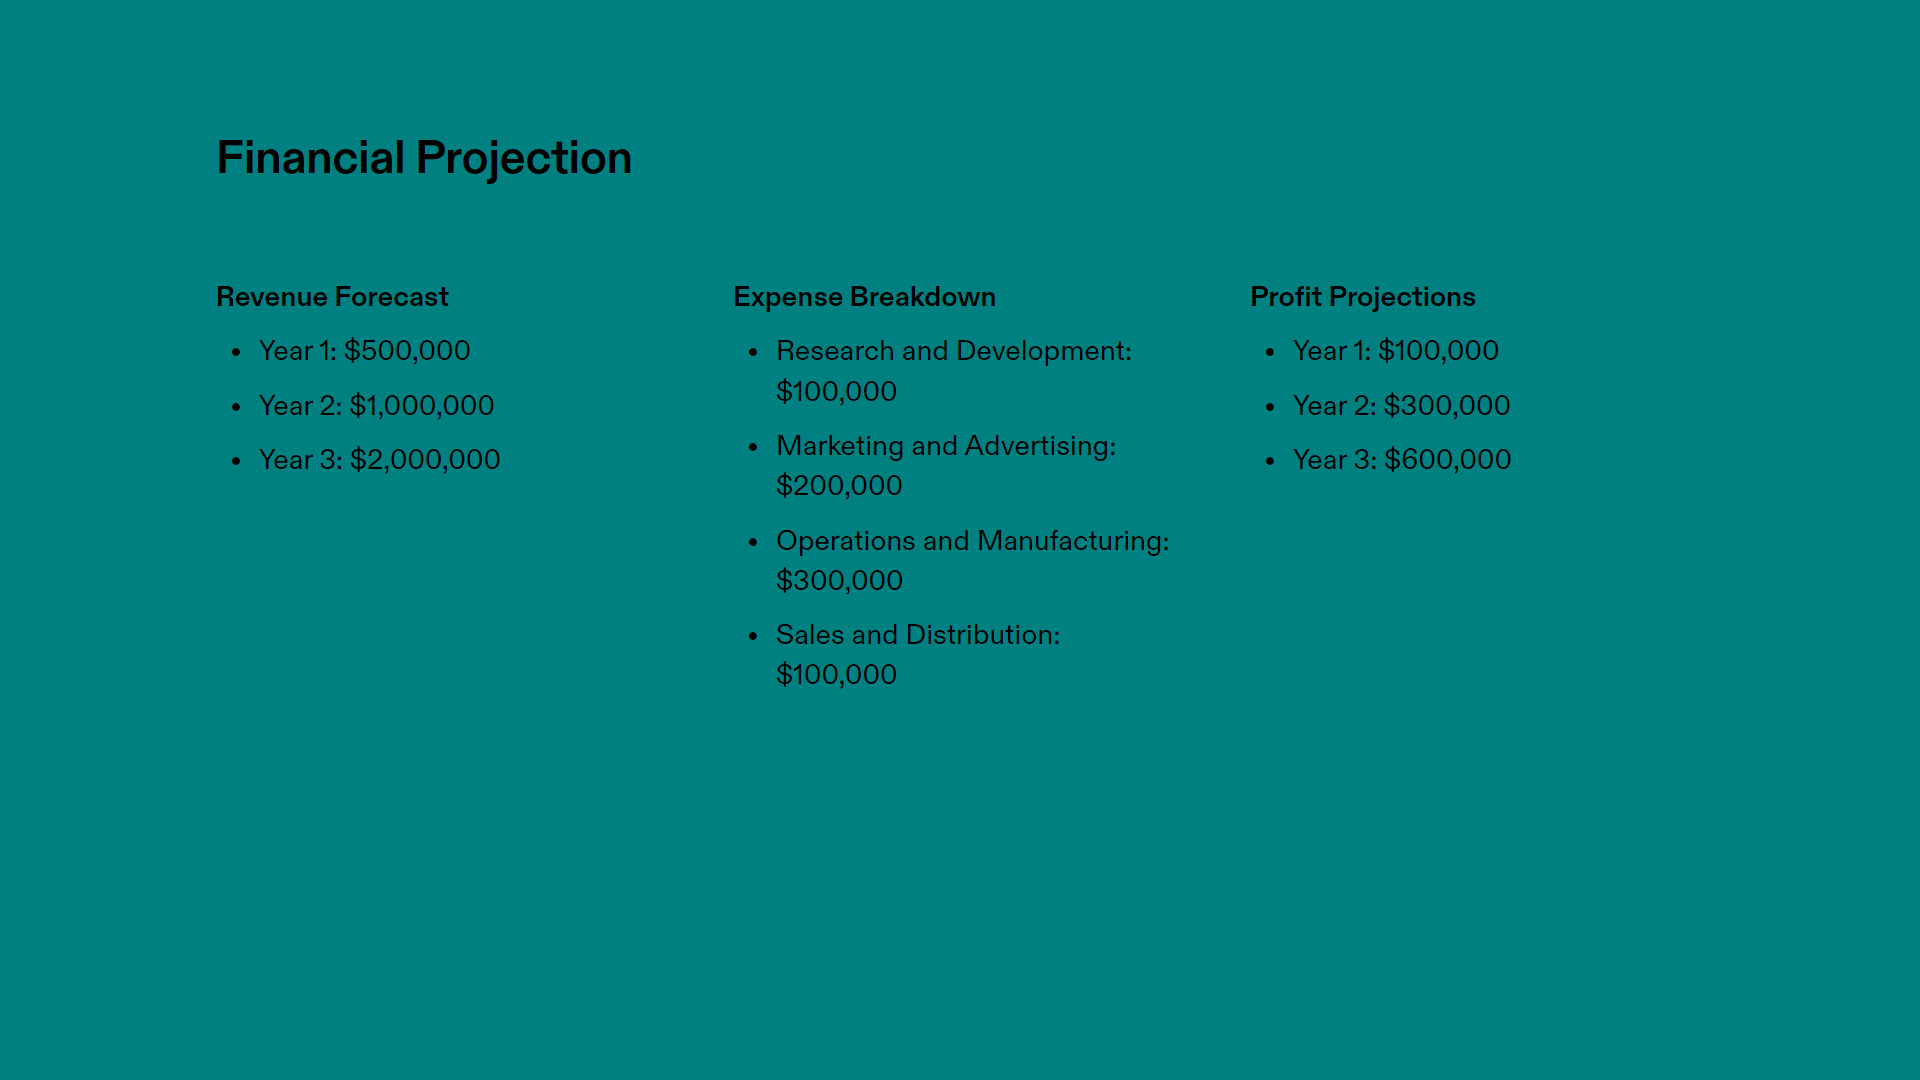 Financial Projection
Revenue Forecast
• Year 1: $500,000
• Year 2: $1,000,000
• Year 3: $2,000,000
Expense Breakdown
• Research and Development:
$100,000
• Marketing and Advertising:
$200,000
• Operations and Manufacturing:
$300,000
• Sales and Distribution:
$100,000
Profit Projections
• Year 1: $100,000
• Year 2: $300,000
• Year 3: $600,000